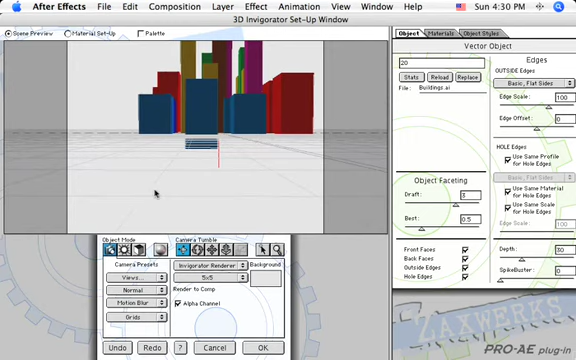 After Effects File Edit Composition Layer Effect Animation View Window Help Sun 4:30 PM
3D Invigorator Set-Up Window
Scene Preview Material Set-Up Palette
Object Materials Object Styles
Vector Object
20
Stats Reload Replace
File: Buildings.ai
Edges
OUTSIDE Edges
Basic, Flat Sides
Edge Scale: 100
Edge Offset: 0
HOLE Edges
Use Same Profile for Hole Edges
Basic, Flat Sides
Use Same Material for Hole Edges
Use Same Scale for Hole Edges
Edge Scale: 100
Depth: 30
SpikeBuster: 0
Object Faceting
Draft: 3
Best: 0.5
Front Faces
Back Faces
Outside Edges
Hole Edges
Object Mode Camera Tumble
Camera Presets
Views...
Normal
Motion Blur
Grids
Invigorator Renderer
5x5
Render to Comp
Alpha Channel
Background
Undo Redo ? Cancel OK
ZAXWERKS
PRO-AE plug-in